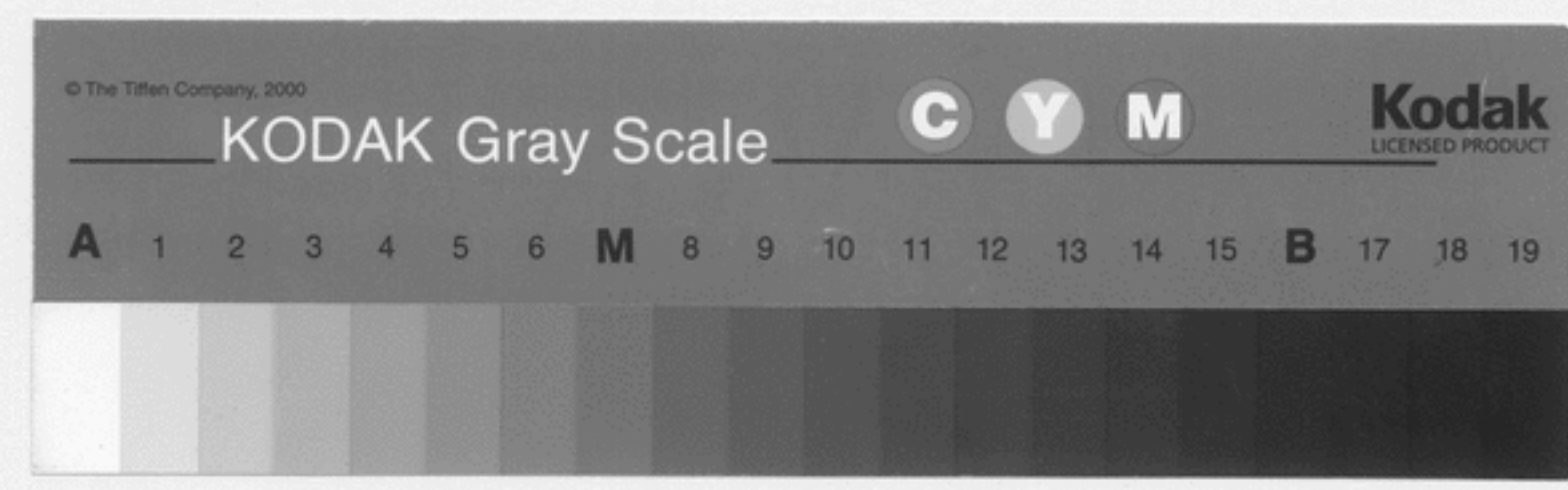 © The Tiffen Company, 2000
KODAK Gray Scale
C Y M
Kodak
LICENSED PRODUCT
A 1 2 3 4 5 6 M 8 9 10 11 12 13 14 15 B 17 18 19